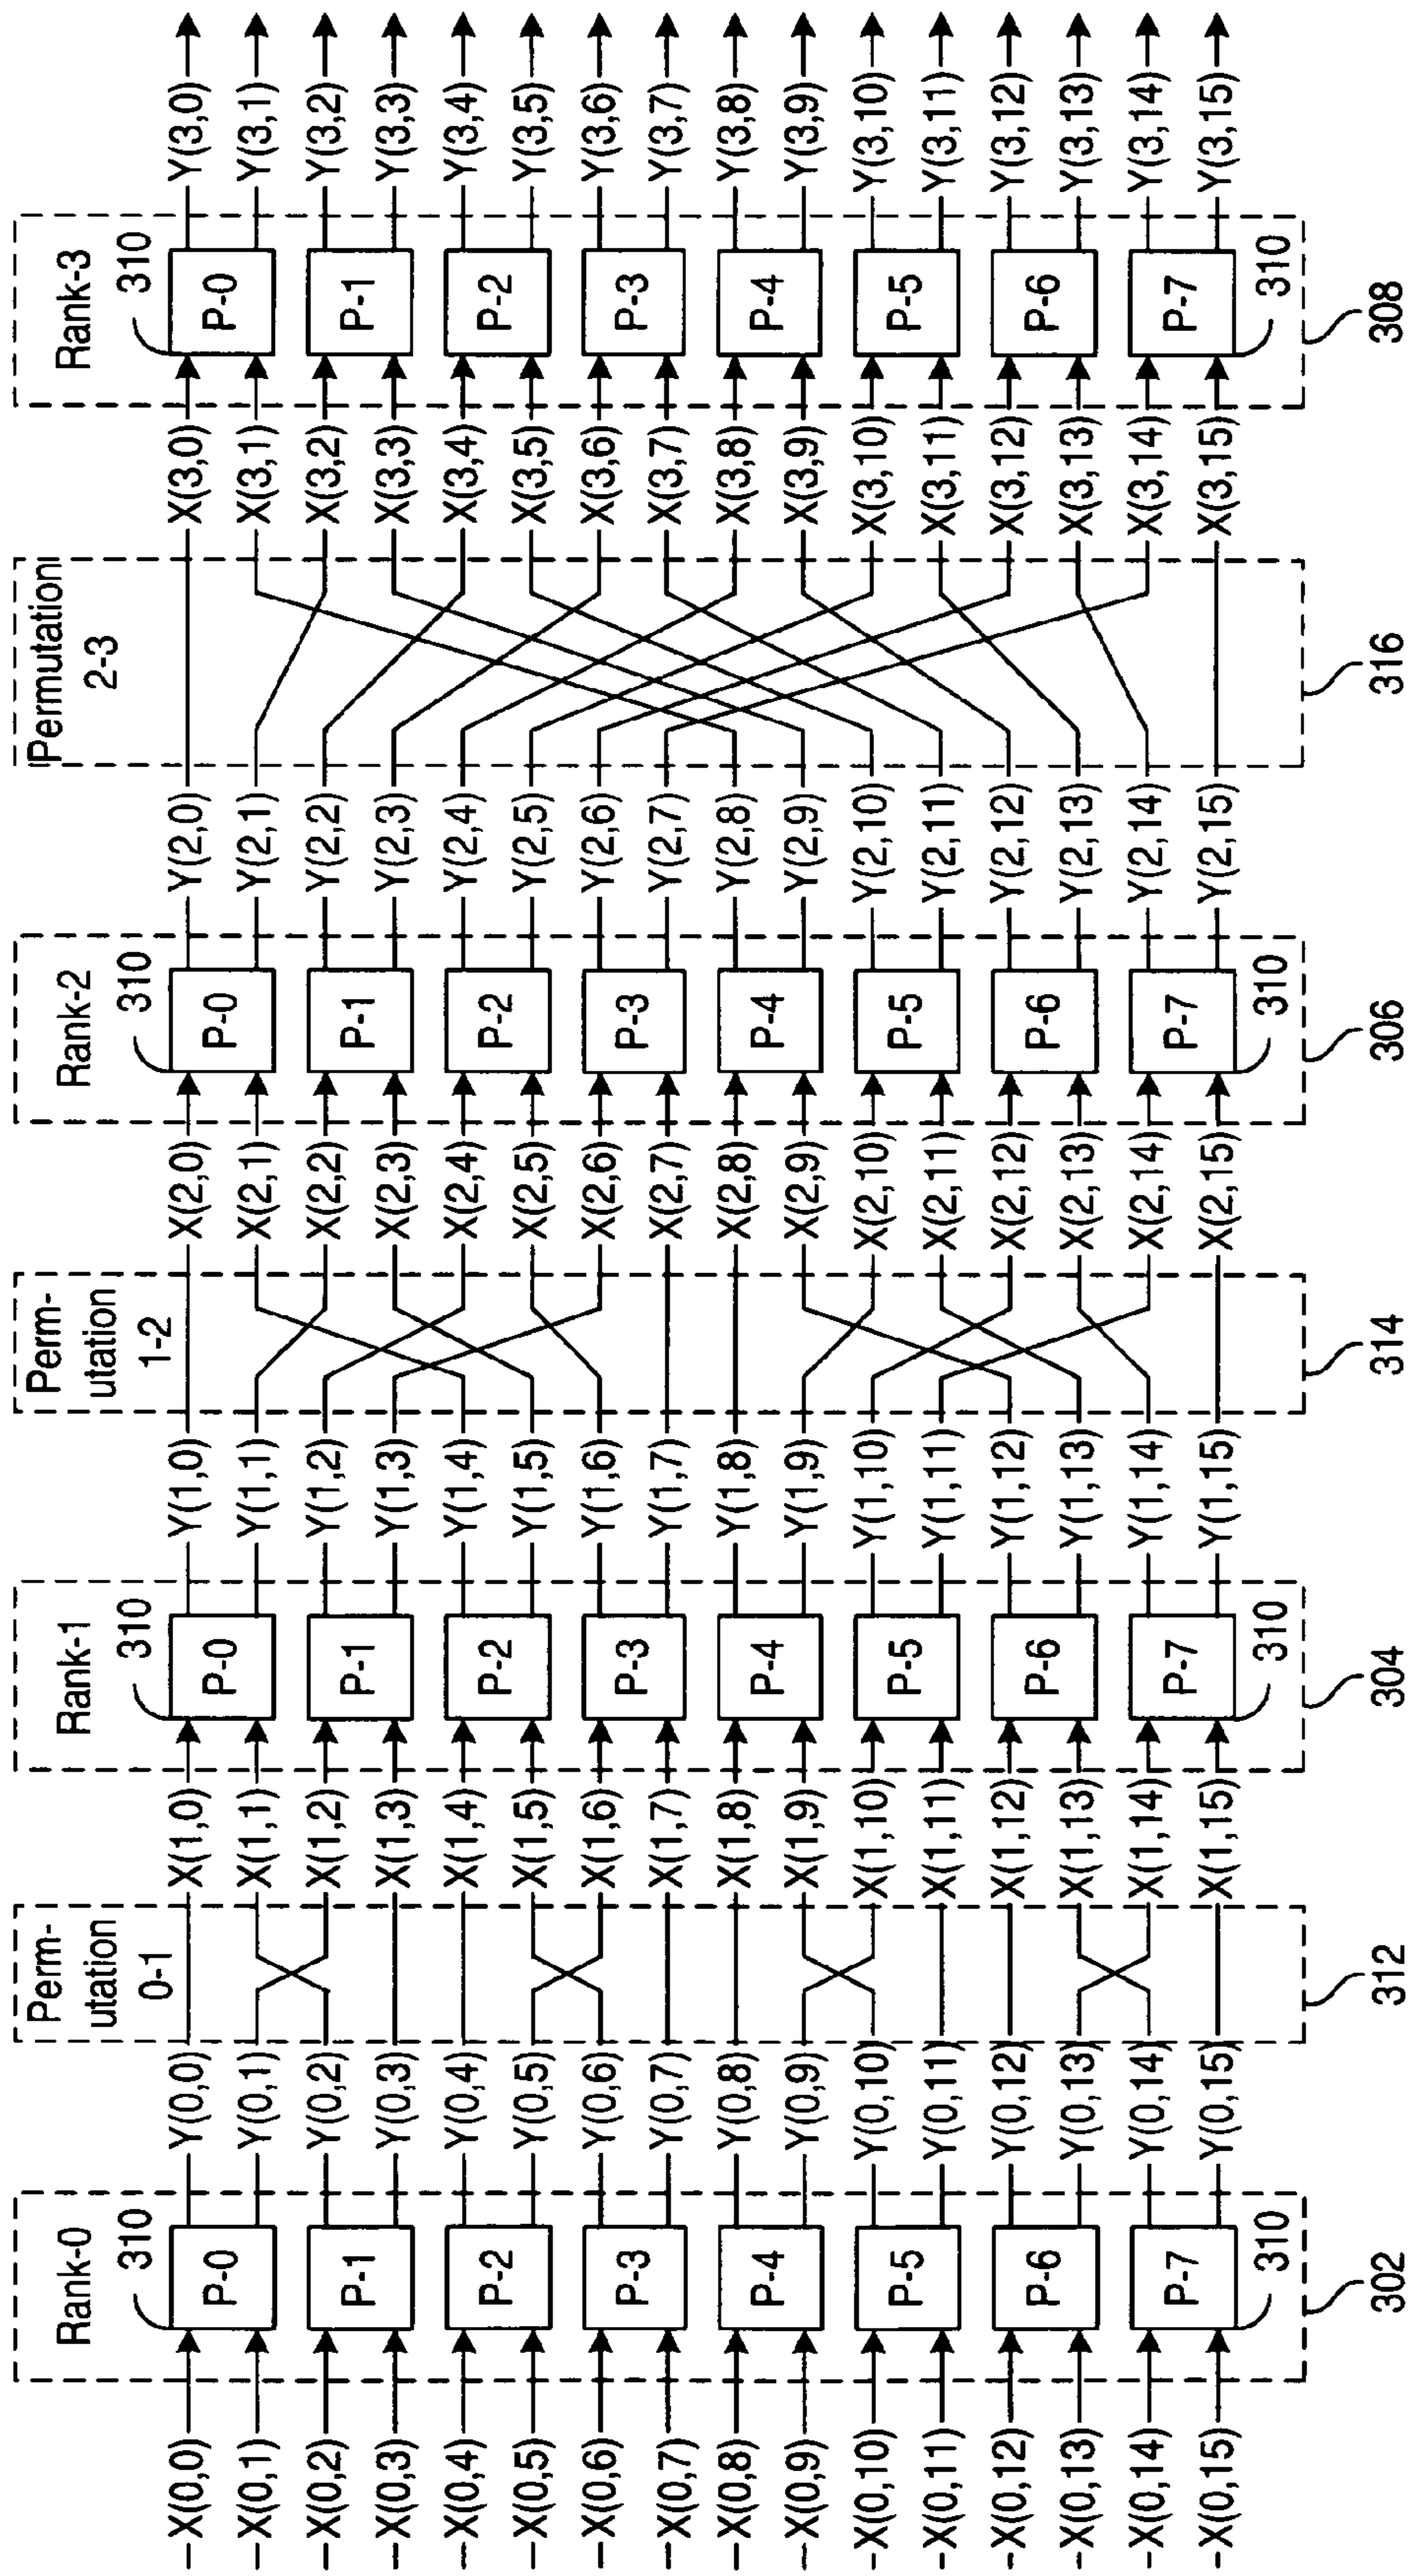 X(0,0)
X(0,1)
X(0,2)
X(0,3)
X(0,4)
X(0,5)
X(0,6)
X(0,7)
X(0,8)
X(0,9)
X(0,10)
X(0,11)
X(0,12)
X(0,13)
X(0,14)
X(0,15)
Rank-0
310
P-0
P-1
P-2
P-3
P-4
P-5
P-6
P-7
310
302
Y(0,0)
Y(0,1)
Y(0,2)
Y(0,3)
Y(0,4)
Y(0,5)
Y(0,6)
Y(0,7)
Y(0,8)
Y(0,9)
Y(0,10)
Y(0,11)
Y(0,12)
Y(0,13)
Y(0,14)
Y(0,15)
Perm-
utation
0-1
312
X(1,0)
X(1,1)
X(1,2)
X(1,3)
X(1,4)
X(1,5)
X(1,6)
X(1,7)
X(1,8)
X(1,9)
X(1,10)
X(1,11)
X(1,12)
X(1,13)
X(1,14)
X(1,15)
Rank-1
310
P-0
P-1
P-2
P-3
P-4
P-5
P-6
P-7
310
304
Y(1,0)
Y(1,1)
Y(1,2)
Y(1,3)
Y(1,4)
Y(1,5)
Y(1,6)
Y(1,7)
Y(1,8)
Y(1,9)
Y(1,10)
Y(1,11)
Y(1,12)
Y(1,13)
Y(1,14)
Y(1,15)
Perm-
utation
1-2
314
X(2,0)
X(2,1)
X(2,2)
X(2,3)
X(2,4)
X(2,5)
X(2,6)
X(2,7)
X(2,8)
X(2,9)
X(2,10)
X(2,11)
X(2,12)
X(2,13)
X(2,14)
X(2,15)
Rank-2
310
P-0
P-1
P-2
P-3
P-4
P-5
P-6
P-7
310
306
Y(2,0)
Y(2,1)
Y(2,2)
Y(2,3)
Y(2,4)
Y(2,5)
Y(2,6)
Y(2,7)
Y(2,8)
Y(2,9)
Y(2,10)
Y(2,11)
Y(2,12)
Y(2,13)
Y(2,14)
Y(2,15)
Permutation
2-3
316
X(3,0)
X(3,1)
X(3,2)
X(3,3)
X(3,4)
X(3,5)
X(3,6)
X(3,7)
X(3,8)
X(3,9)
X(3,10)
X(3,11)
X(3,12)
X(3,13)
X(3,14)
X(3,15)
Rank-3
310
P-0
P-1
P-2
P-3
P-4
P-5
P-6
P-7
310
308
Y(3,0)
Y(3,1)
Y(3,2)
Y(3,3)
Y(3,4)
Y(3,5)
Y(3,6)
Y(3,7)
Y(3,8)
Y(3,9)
Y(3,10)
Y(3,11)
Y(3,12)
Y(3,13)
Y(3,14)
Y(3,15)